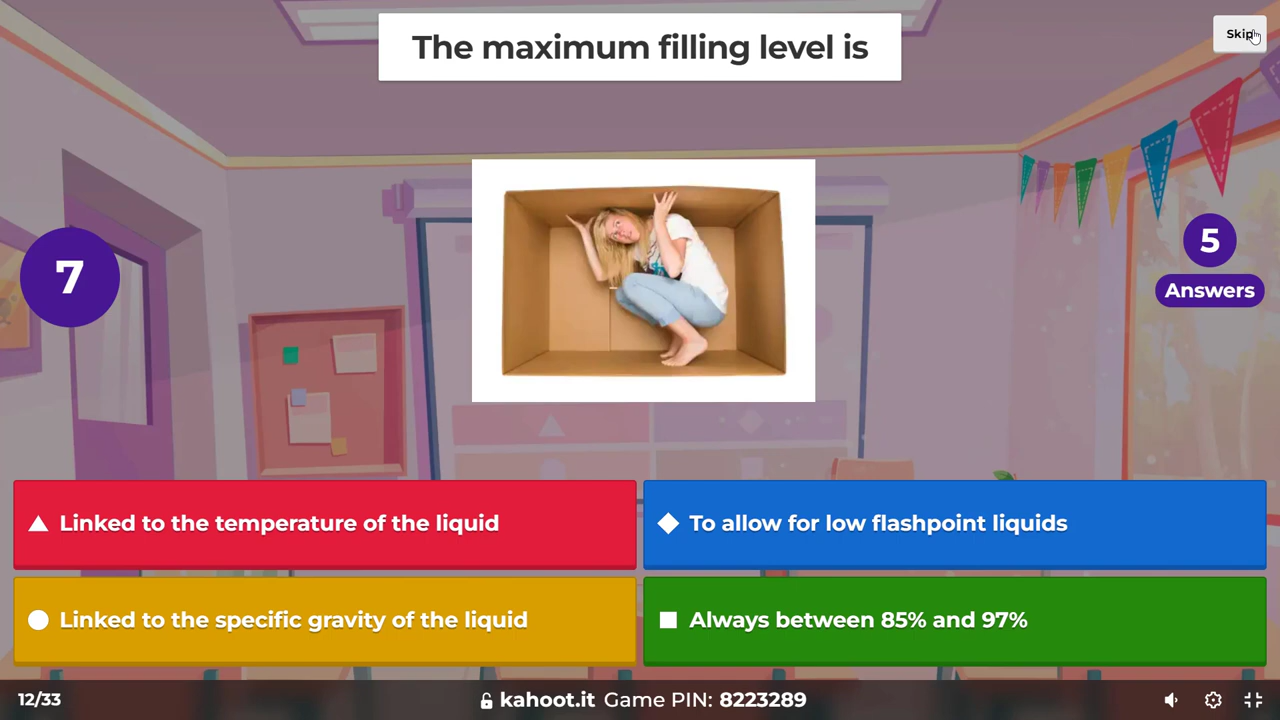 The maximum filling level is
Skip
7
5
Answers
Linked to the temperature of the liquid
To allow for low flashpoint liquids
Linked to the specific gravity of the liquid
Always between 85% and 97%
12/33
kahoot.it Game PIN: 8223289